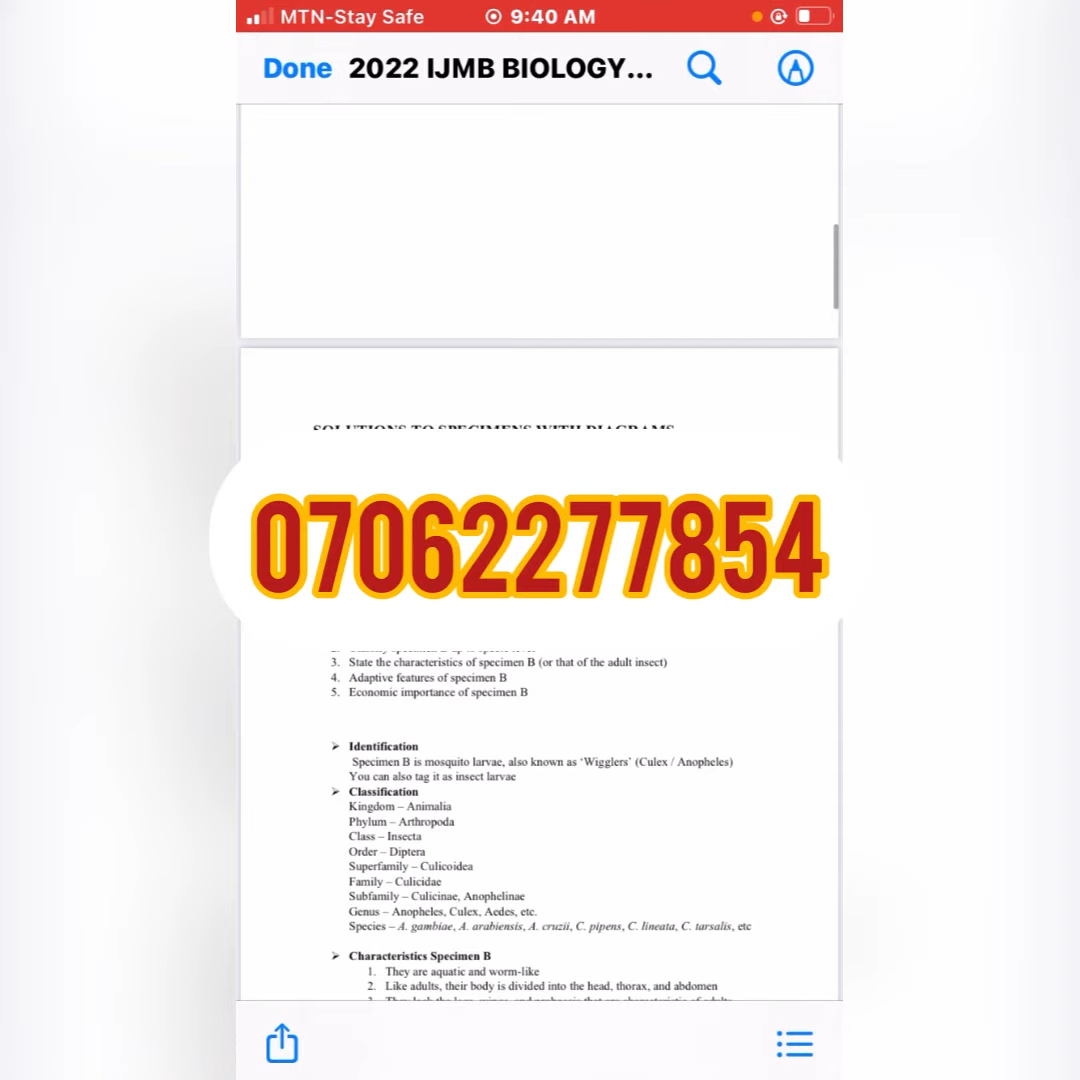 MTN-Stay Safe 9:40 AM
Done 2022 IJMB BIOLOGY...
SOLUTIONS TO SPECIMENS WITH DIAGRAMS
07062277854
3. State the characteristics of specimen B (or that of the adult insect)
4. Adaptive features of specimen B
5. Economic importance of specimen B
➢ Identification
Specimen B is mosquito larvae, also known as ‘Wigglers’ (Culex / Anopheles)
You can also tag it as insect larvae
➢ Classification
Kingdom – Animalia
Phylum – Arthropoda
Class – Insecta
Order – Diptera
Superfamily – Culicoidea
Family – Culicidae
Subfamily – Culicinae, Anophelinae
Genus – Anopheles, Culex, Aedes, etc.
Species – A. gambiae, A. arabiensis, A. cruzii, C. pipens, C. lineata, C. tarsalis, etc
➢ Characteristics Specimen B
1. They are aquatic and worm-like
2. Like adults, their body is divided into the head, thorax, and abdomen